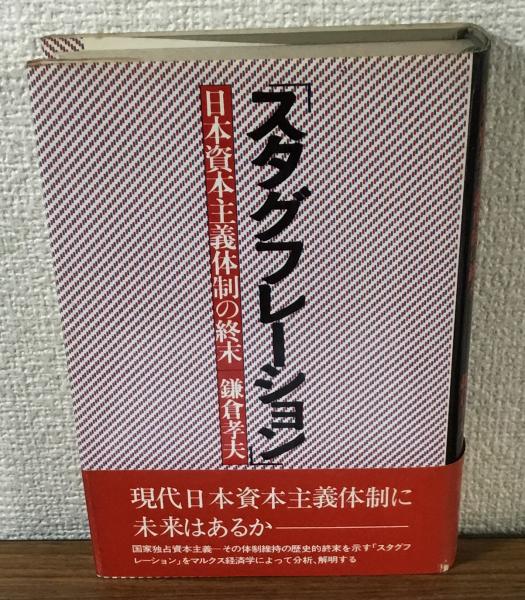 「スタグフレーション」
日本資本主義体制の終末
鎌倉孝夫
現代日本資本主義体制に
未来はあるか――――
国家独占資本主義―その体制維持の歴史的終末を示す「スタグフ
レーション」をマルクス経済学によって分析、解明する